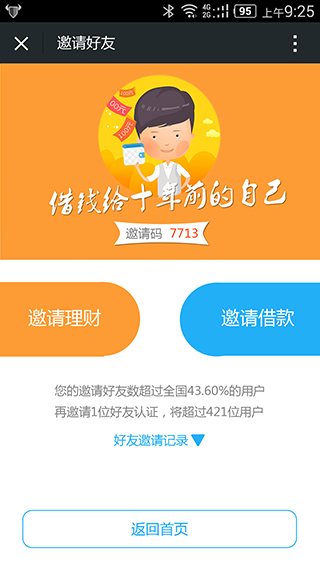 4G
2G
95
上午9:25
邀请好友
00元
100元
100元
借钱给十年前的自己
邀请码 7713
邀请理财
邀请借款
您的邀请好友数超过全国43.60%的用户
再邀请1位好友认证，将超过421位用户
好友邀请记录
返回首页